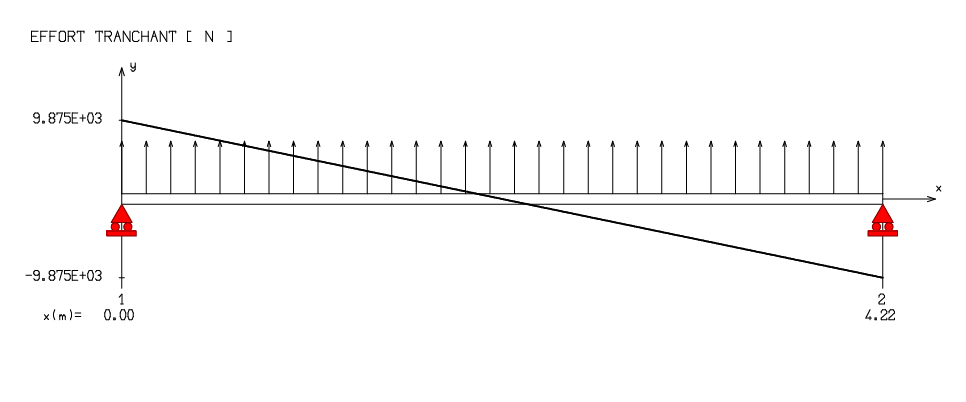 EFFORT TRANCHANT [ N ]
y
9.875E+03
x
-9.875E+03
1 2
x(m)= 0.00 4.22